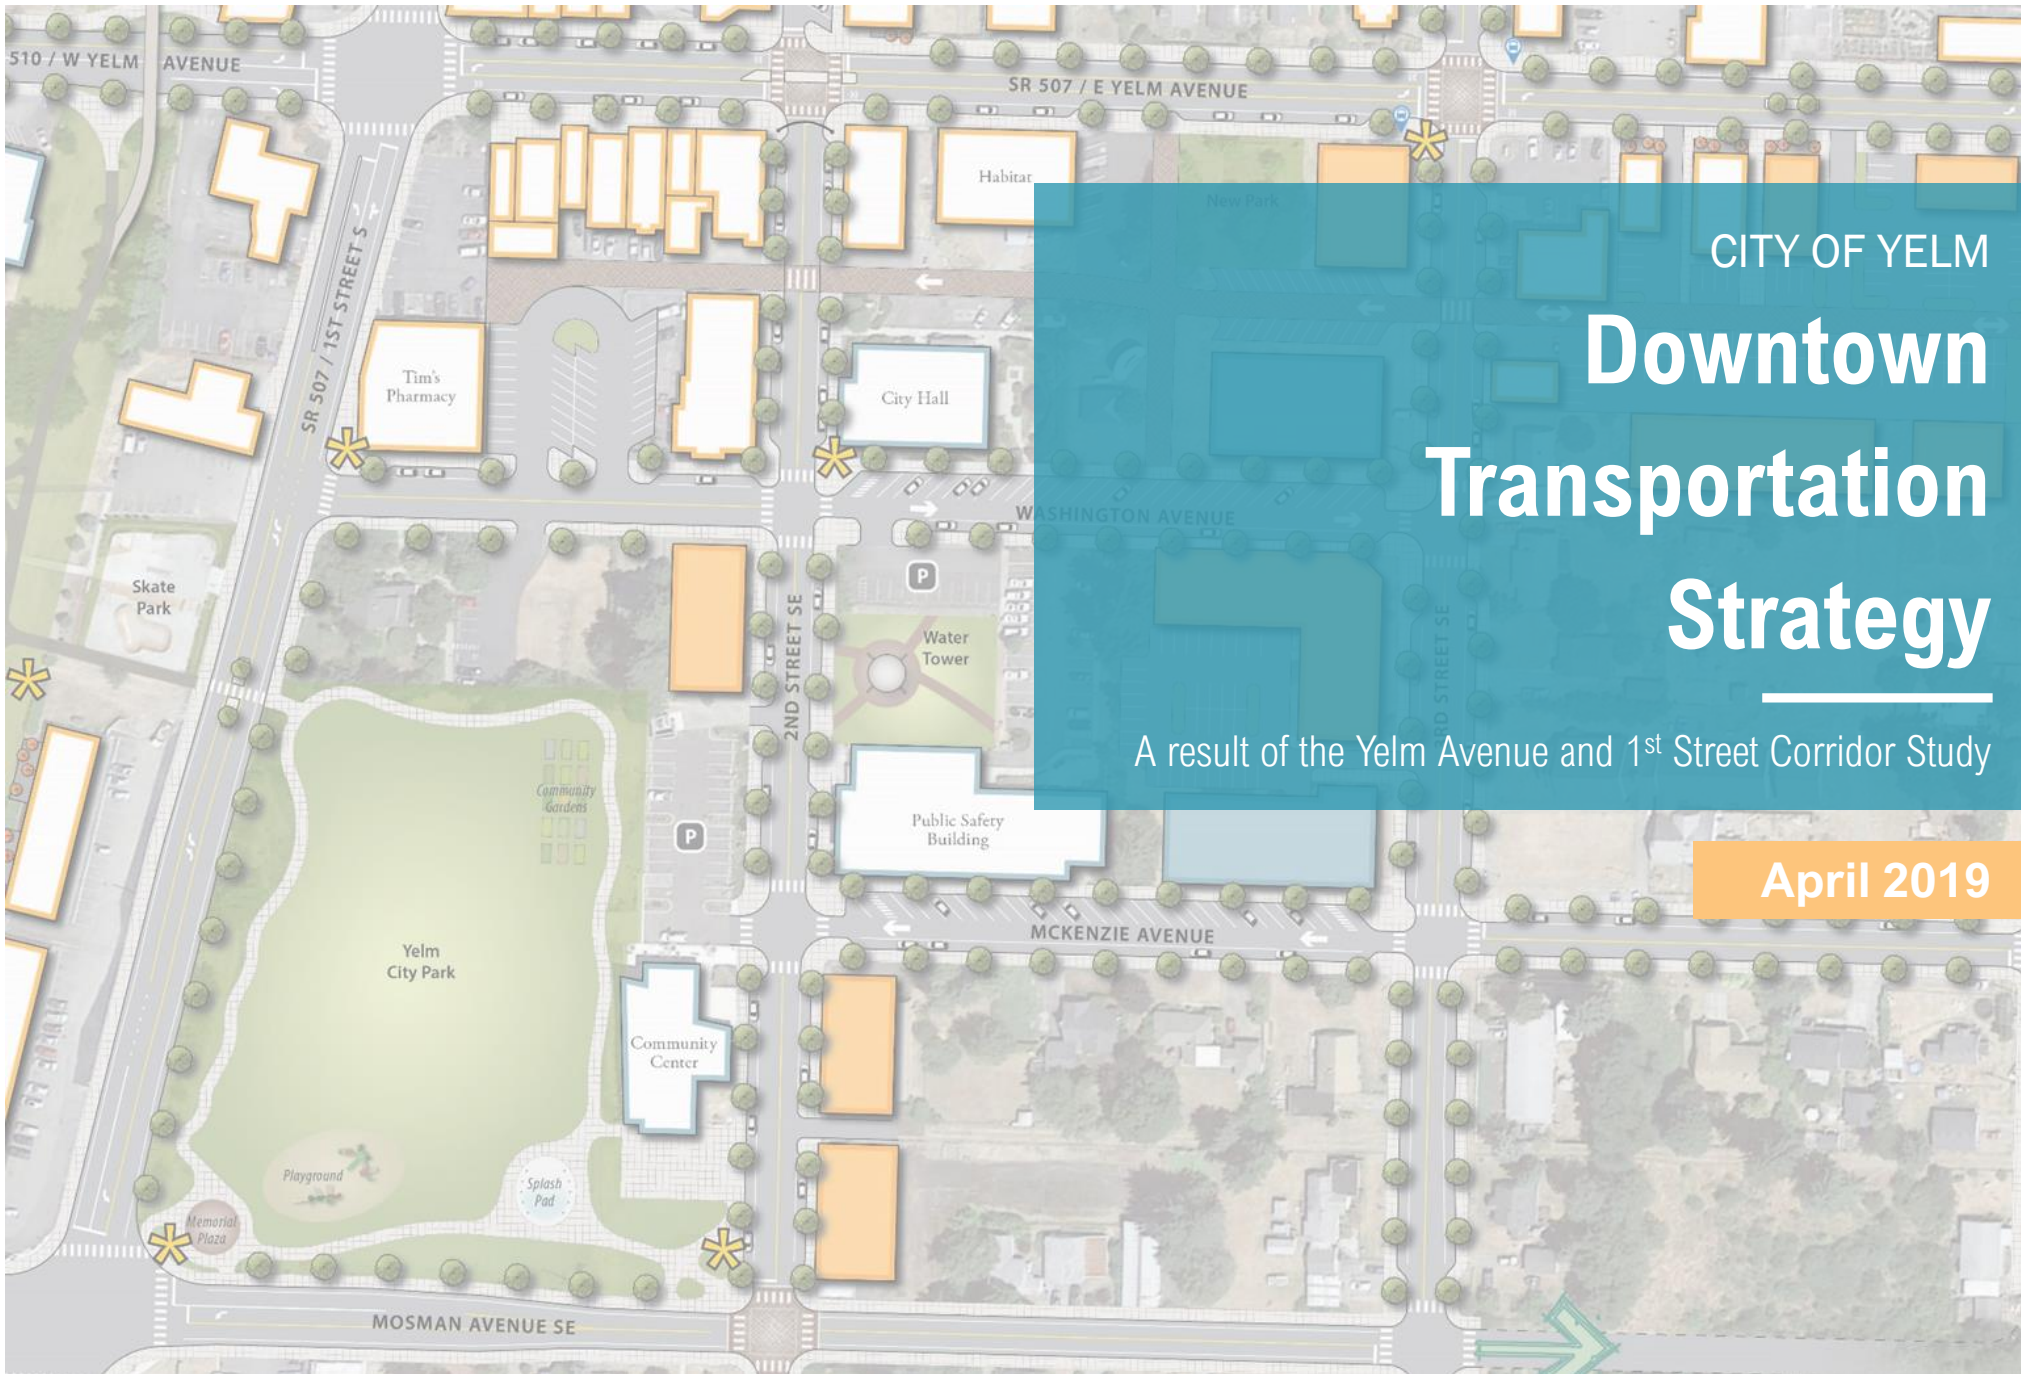 510 / W YELM AVENUE
SR 507 / E YELM AVENUE
Habitat
New Park
CITY OF YELM
Downtown
Transportation
Strategy
A result of the Yelm Avenue and 1st Street Corridor Study
April 2019
SR 507 / 1ST STREET S
Tim's
Pharmacy
City Hall
WASHINGTON AVENUE
Skate
Park
P
Water
Tower
2ND STREET SE
3RD STREET SE
Community
Gardens
P
Public Safety
Building
MCKENZIE AVENUE
Yelm
City Park
Community
Center
Playground
Splash
Pad
Memorial
Plaza
MOSMAN AVENUE SE